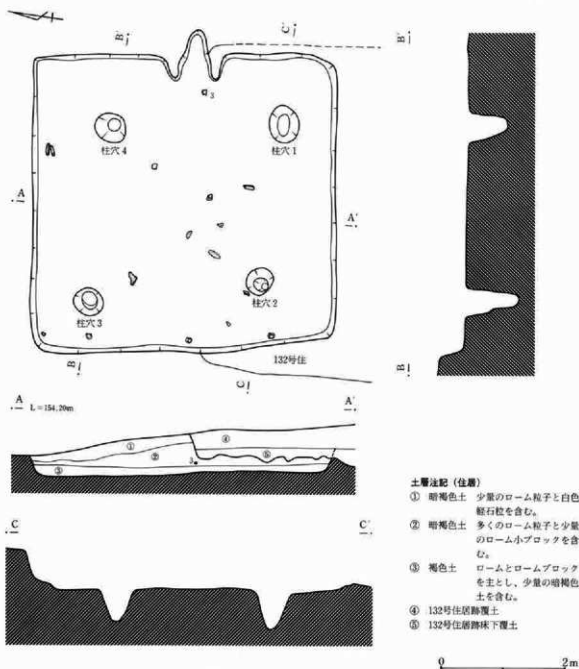 B'
C'
B'
3
柱穴4
柱穴1
A
A'
柱穴2
柱穴3
132号住
B
C
B
A
L=154.20m
A'
①
④
②
3
⑤
③
C
C'
土層注記(住居)
① 暗褐色土 少量のローム粒子と白色
軽石粒を含む。
② 暗褐色土 多くのローム粒子と少量
のローム小ブロックを含
む。
③ 褐色土 ロームとロームブロック
を主とし、少量の暗褐色
土を含む。
④ 132号住居跡覆土
⑤ 132号住居跡床下覆土
0 2m